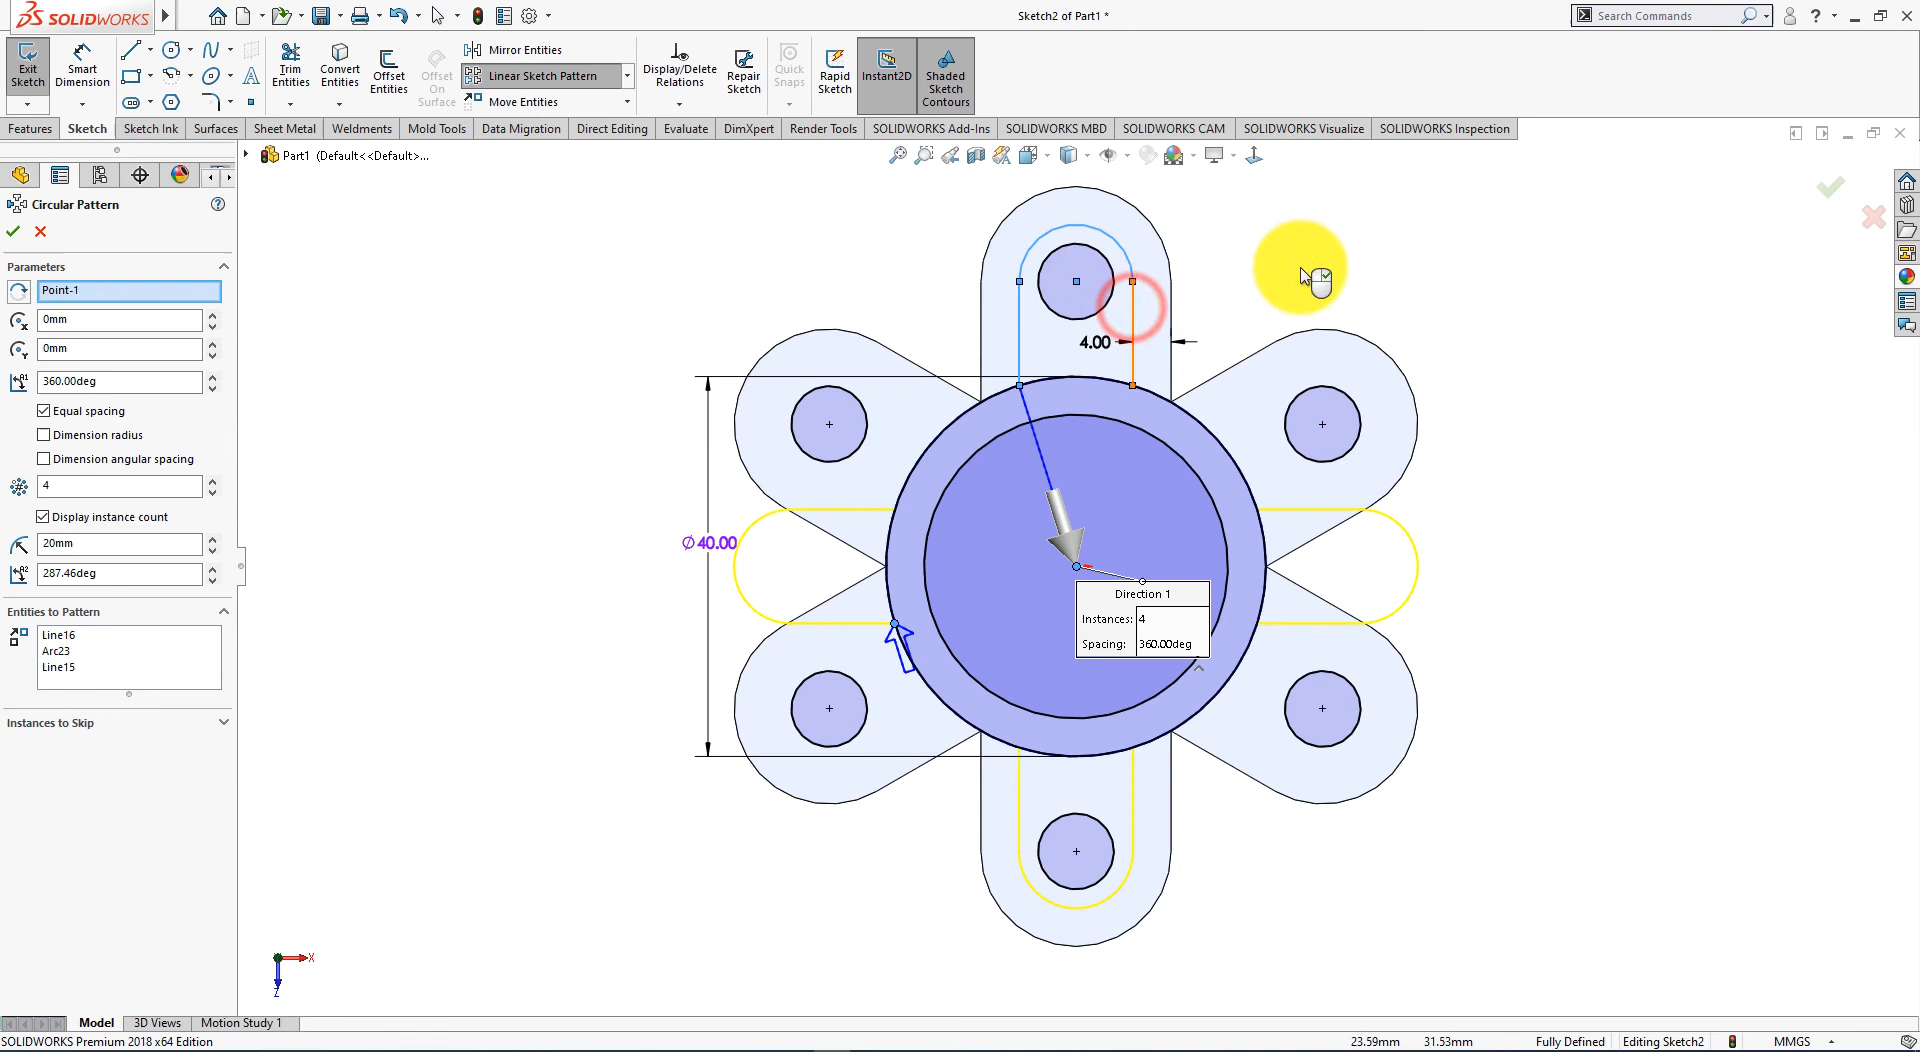 SOLIDWORKS
Sketch2 of Part1 *
Search Commands
Exit Sketch
Smart Dimension
Trim Entities
Convert Entities
Offset Entities
Offset On Surface
Mirror Entities
Linear Sketch Pattern
Move Entities
Display/Delete Relations
Repair Sketch
Quick Snaps
Rapid Sketch
Instant2D
Shaded Sketch Contours
Features Sketch Sketch Ink Surfaces Sheet Metal Weldments Mold Tools Data Migration Direct Editing Evaluate DimXpert Render Tools SOLIDWORKS Add-Ins SOLIDWORKS MBD SOLIDWORKS CAM SOLIDWORKS Visualize SOLIDWORKS Inspection
Part1 (Default<<Default>...
Circular Pattern
Parameters
Point-1
0mm
0mm
360.00deg
Equal spacing
Dimension radius
Dimension angular spacing
4
Display instance count
20mm
287.46deg
Entities to Pattern
Line16
Arc23
Line15
Instances to Skip
4.00
Ø40.00
Direction 1
Instances: 4
Spacing: 360.00deg
X
Z
Model 3D Views Motion Study 1
SOLIDWORKS Premium 2018 x64 Edition
23.59mm 31.53mm Fully Defined Editing Sketch2 MMGS